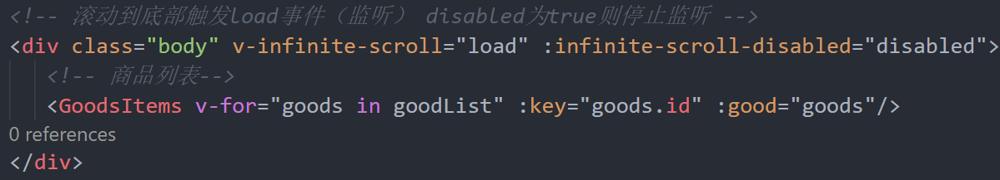 <!-- 滚动到底部触发load事件（监听） disabled为true则停止监听 -->
<div class="body" v-infinite-scroll="load" :infinite-scroll-disabled="disabled">
<!-- 商品列表-->
<GoodsItems v-for="goods in goodList" :key="goods.id" :good="goods"/>
0 references
</div>